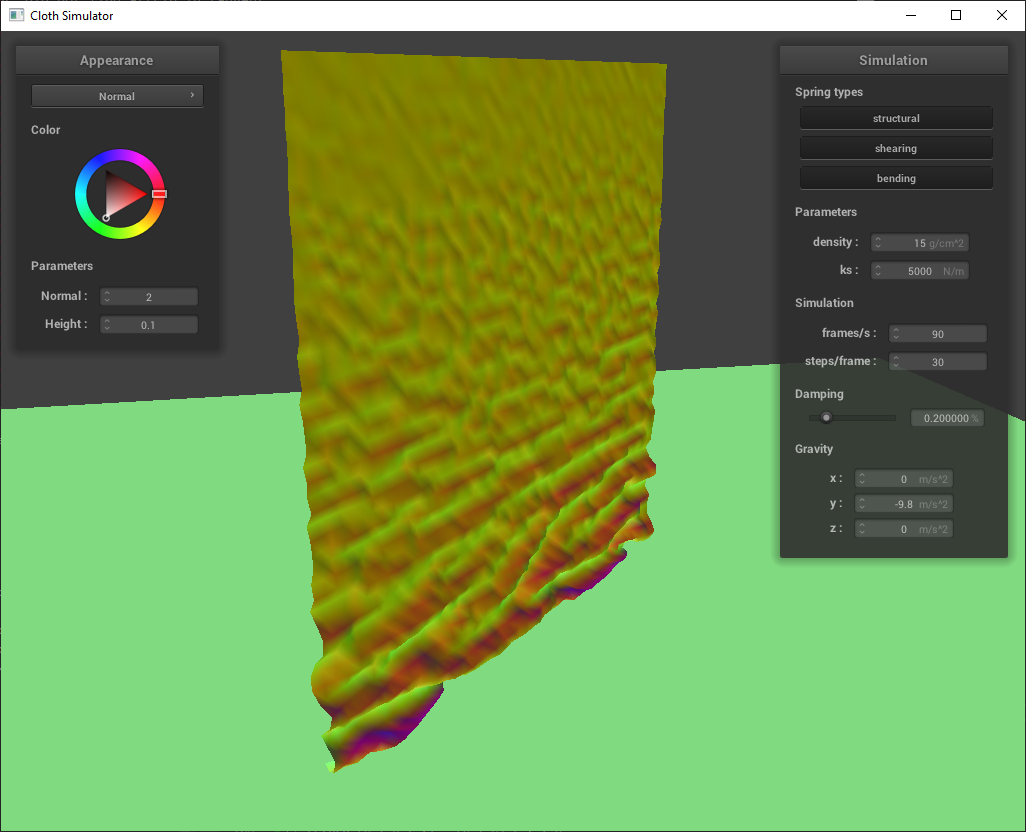 Cloth Simulator
Appearance
Normal
Color
Parameters
Normal : 2
Height : 0.1
Simulation
Spring types
structural
shearing
bending
Parameters
density : 15 g/cm^2
ks : 5000 N/m
Simulation
frames/s : 90
steps/frame : 30
Damping
0.200000 %
Gravity
x : 0 m/s^2
y : -9.8 m/s^2
z : 0 m/s^2